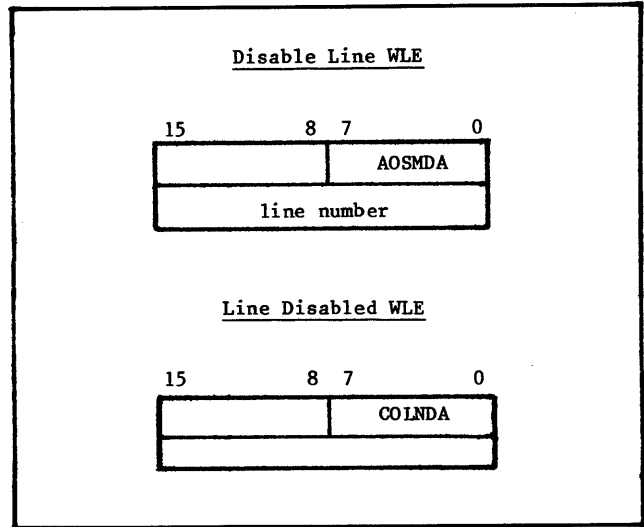 Disable Line WLE
15 8 7 0
AOSMDA
line number
Line Disabled WLE
15 8 7 0
COLNDA